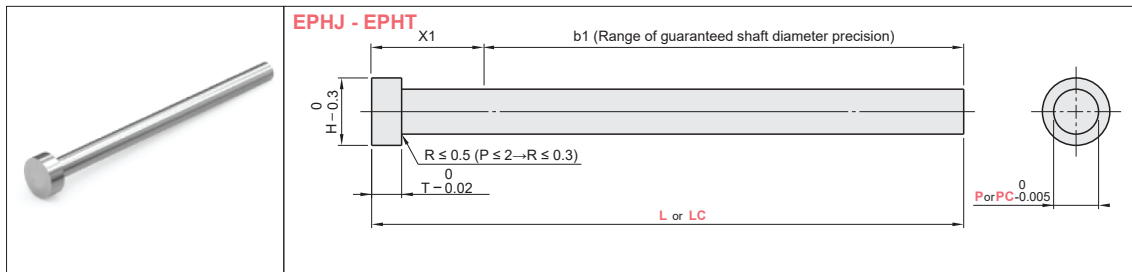 EPHJ - EPHT
X1
b1 (Range of guaranteed shaft diameter precision)
0
H−0.3
R ≤ 0.5 (P ≤ 2→R ≤ 0.3)
0
T−0.02
0
PorPC-0.005
L or LC